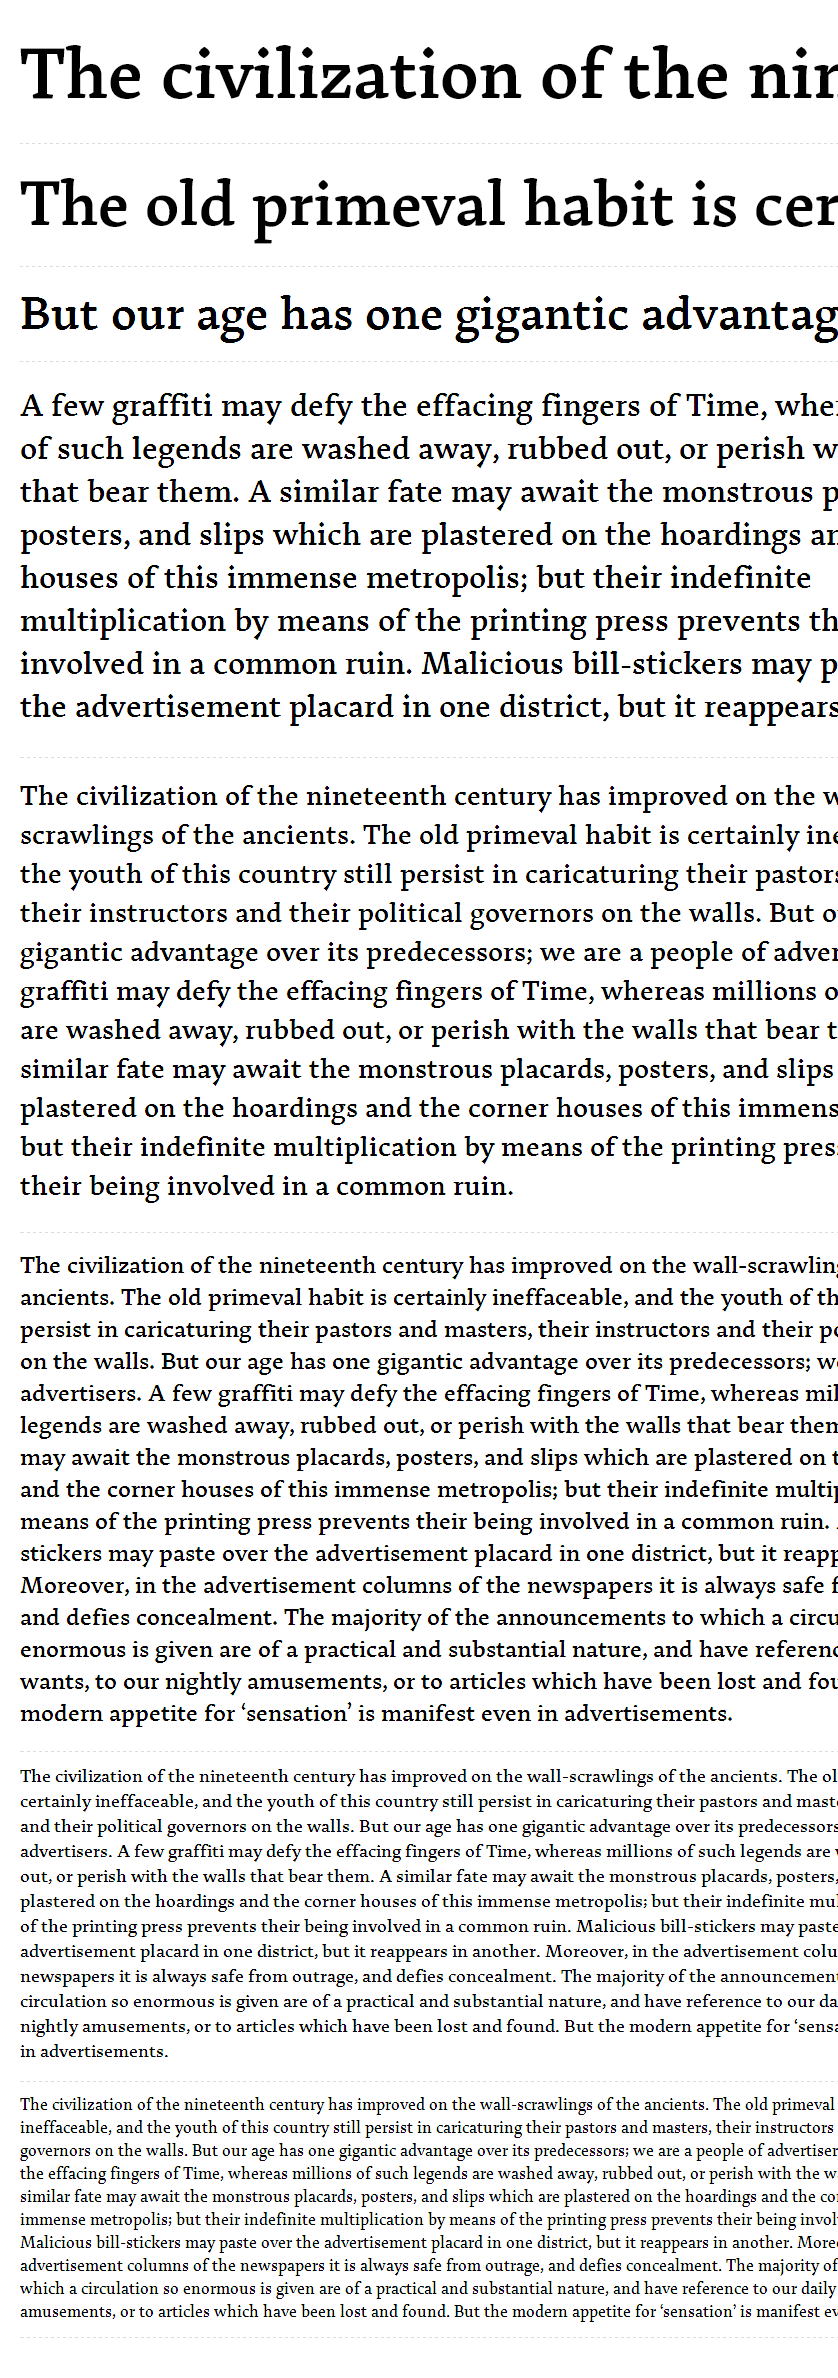 The civilization of the nin
The old primeval habit is cer
But our age has one gigantic advantag
A few graffiti may defy the effacing fingers of Time, wher
of such legends are washed away, rubbed out, or perish w
that bear them. A similar fate may await the monstrous p
posters, and slips which are plastered on the hoardings an
houses of this immense metropolis; but their indefinite
multiplication by means of the printing press prevents th
involved in a common ruin. Malicious bill-stickers may p
the advertisement placard in one district, but it reappears
The civilization of the nineteenth century has improved on the w
scrawlings of the ancients. The old primeval habit is certainly ine
the youth of this country still persist in caricaturing their pastors
their instructors and their political governors on the walls. But o
gigantic advantage over its predecessors; we are a people of adver
graffiti may defy the effacing fingers of Time, whereas millions o
are washed away, rubbed out, or perish with the walls that bear t
similar fate may await the monstrous placards, posters, and slips
plastered on the hoardings and the corner houses of this immens
but their indefinite multiplication by means of the printing pres
their being involved in a common ruin.
The civilization of the nineteenth century has improved on the wall-scrawling
ancients. The old primeval habit is certainly ineffaceable, and the youth of th
persist in caricaturing their pastors and masters, their instructors and their po
on the walls. But our age has one gigantic advantage over its predecessors; we
advertisers. A few graffiti may defy the effacing fingers of Time, whereas mil
legends are washed away, rubbed out, or perish with the walls that bear them
may await the monstrous placards, posters, and slips which are plastered on t
and the corner houses of this immense metropolis; but their indefinite multip
means of the printing press prevents their being involved in a common ruin.
stickers may paste over the advertisement placard in one district, but it reapp
Moreover, in the advertisement columns of the newspapers it is always safe f
and defies concealment. The majority of the announcements to which a circu
enormous is given are of a practical and substantial nature, and have referenc
wants, to our nightly amusements, or to articles which have been lost and fou
modern appetite for ‘sensation’ is manifest even in advertisements.
The civilization of the nineteenth century has improved on the wall-scrawlings of the ancients. The ol
certainly ineffaceable, and the youth of this country still persist in caricaturing their pastors and maste
and their political governors on the walls. But our age has one gigantic advantage over its predecessors
advertisers. A few graffiti may defy the effacing fingers of Time, whereas millions of such legends are w
out, or perish with the walls that bear them. A similar fate may await the monstrous placards, posters,
plastered on the hoardings and the corner houses of this immense metropolis; but their indefinite mul
of the printing press prevents their being involved in a common ruin. Malicious bill-stickers may paste
advertisement placard in one district, but it reappears in another. Moreover, in the advertisement colu
newspapers it is always safe from outrage, and defies concealment. The majority of the announcement
circulation so enormous is given are of a practical and substantial nature, and have reference to our da
nightly amusements, or to articles which have been lost and found. But the modern appetite for ‘sensa
in advertisements.
The civilization of the nineteenth century has improved on the wall-scrawlings of the ancients. The old primeval
ineffaceable, and the youth of this country still persist in caricaturing their pastors and masters, their instructors
governors on the walls. But our age has one gigantic advantage over its predecessors; we are a people of advertiser
the effacing fingers of Time, whereas millions of such legends are washed away, rubbed out, or perish with the w
similar fate may await the monstrous placards, posters, and slips which are plastered on the hoardings and the co
immense metropolis; but their indefinite multiplication by means of the printing press prevents their being invol
Malicious bill-stickers may paste over the advertisement placard in one district, but it reappears in another. More
advertisement columns of the newspapers it is always safe from outrage, and defies concealment. The majority of
which a circulation so enormous is given are of a practical and substantial nature, and have reference to our daily
amusements, or to articles which have been lost and found. But the modern appetite for ‘sensation’ is manifest ev